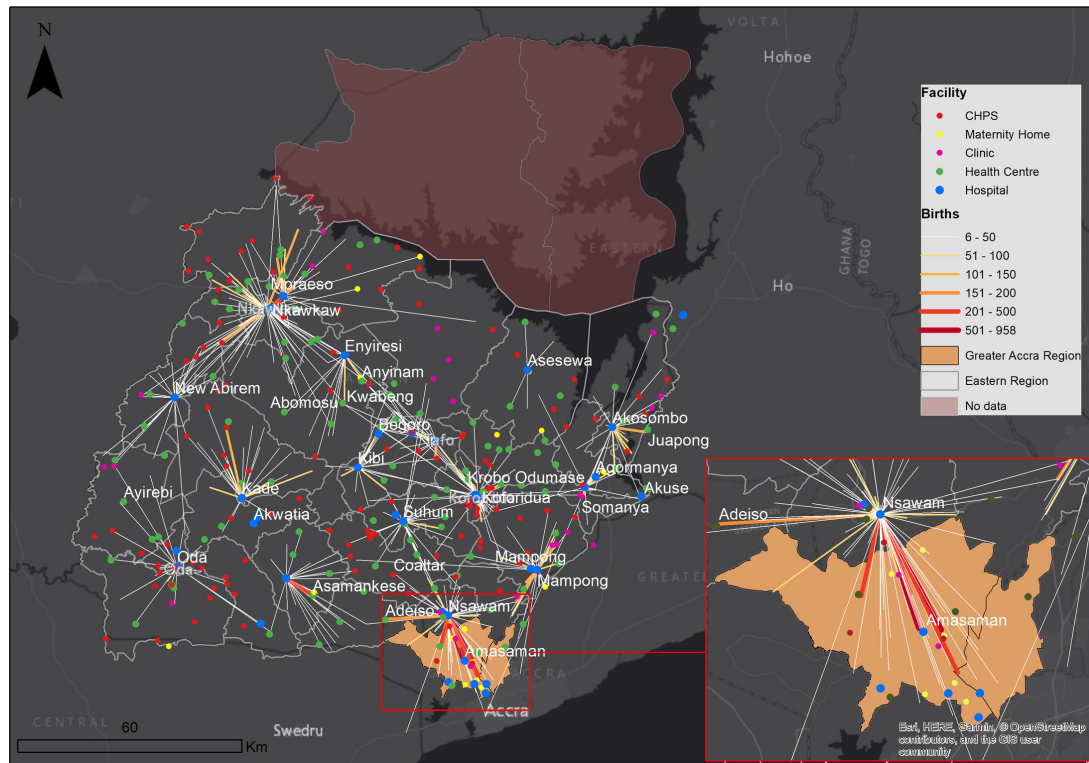 N
VOLTA
Hohoe
Facility
CHPS
Maternity Home
Clinic
Health Centre
Hospital
Births
6 - 50
51 - 100
101 - 150
151 - 200
201 - 500
501 - 958
Greater Accra Region
Eastern Region
No data
EASTERN
GHANA
TOGO
Ho
Mpraeso
Nkawkaw
Enyiresi
Anyinam
Asesewa
New Abirem
Abomosu
Kwabeng
Begoro
Akosombo
Juapong
Kibi
Krobo Odumase
Agormanya
Kade
Koforidua
Akuse
Ayirebi
Akwatia
Suhum
Somanya
Oda
Oda
Coaltar
Mampong
Mampong
Asamankese
GREATER
Adeiso
Nsawam
Amasaman
ACCRA
Accra
CENTRAL
Swedru
60
Km
Nsawam
Adeiso
Amasaman
Esri, HERE, Garmin, © OpenStreetMap
contributors, and the GIS user
community